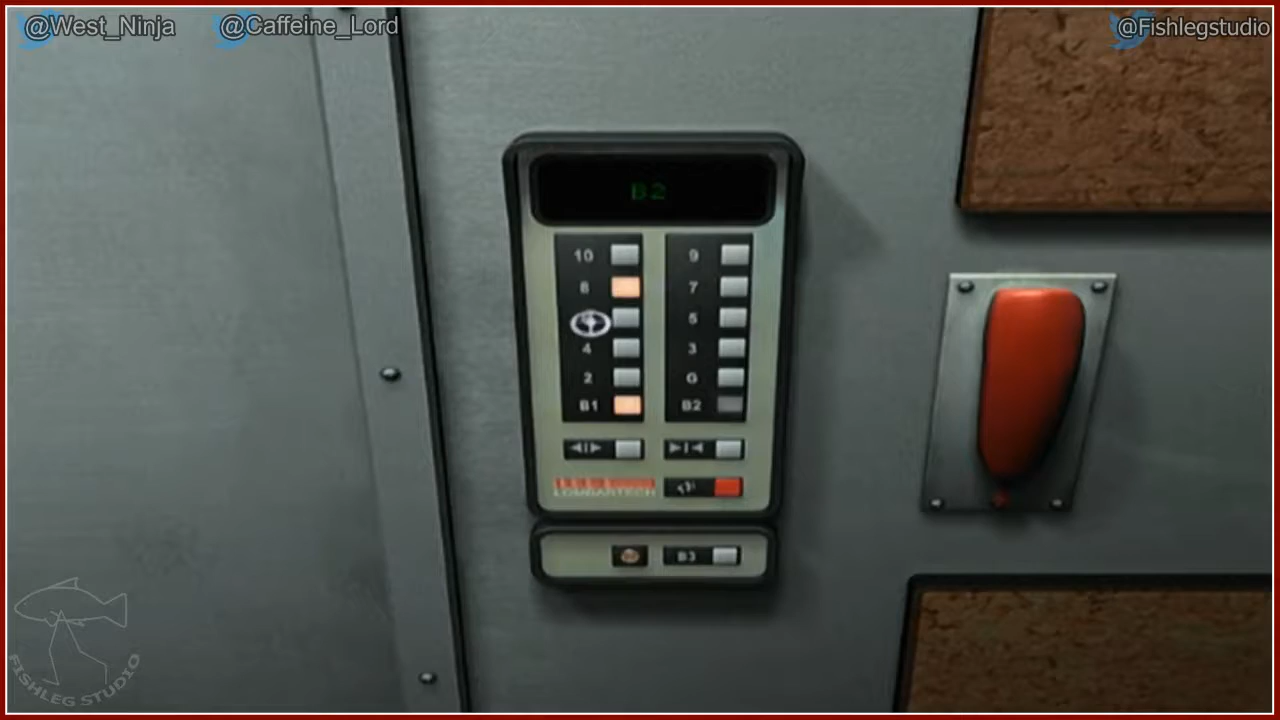 @West_Ninja @Caffeine_Lord @Fishlegstudio
B2
10 9
8 7
5
4 3
2 G
B1 B2
LOMBARTECH
B3
FISHLEG STUDIO